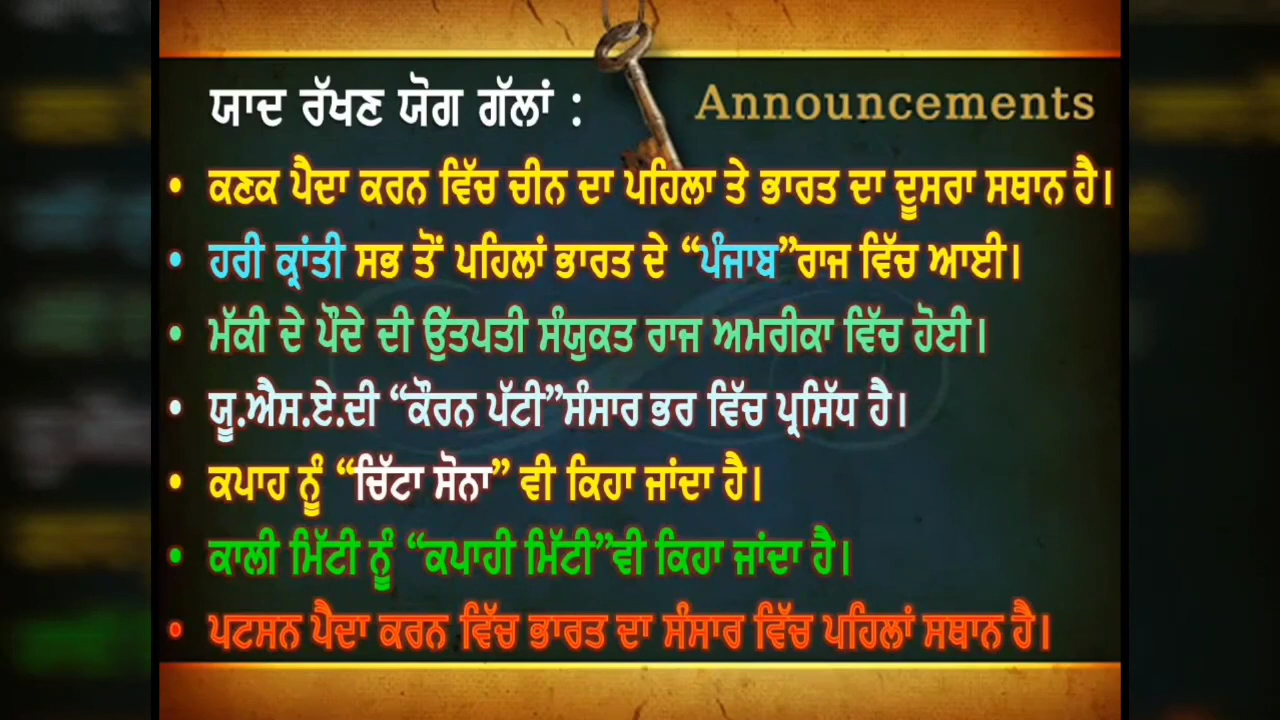 ਯਾਦ ਰੱਖਣ ਯੋਗ ਗੱਲਾਂ :
Announcements
• ਕਣਕ ਪੈਦਾ ਕਰਨ ਵਿੱਚ ਚੀਨ ਦਾ ਪਹਿਲਾ ਤੇ ਭਾਰਤ ਦਾ ਦੂਸਰਾ ਸਥਾਨ ਹੈ।
• ਹਰੀ ਕ੍ਰਾਂਤੀ ਸਭ ਤੋਂ ਪਹਿਲਾਂ ਭਾਰਤ ਦੇ “ਪੰਜਾਬ”ਰਾਜ ਵਿੱਚ ਆਈ।
• ਮੱਕੀ ਦੇ ਪੌਦੇ ਦੀ ਉੱਤਪਤੀ ਸੰਯੁਕਤ ਰਾਜ ਅਮਰੀਕਾ ਵਿੱਚ ਹੋਈ।
• ਯੂ.ਐਸ.ਏ.ਦੀ “ਕੌਰਨ ਪੱਟੀ”ਸੰਸਾਰ ਭਰ ਵਿੱਚ ਪ੍ਰਸਿੱਧ ਹੈ।
• ਕਪਾਹ ਨੂੰ “ਚਿੱਟਾ ਸੋਨਾ” ਵੀ ਕਿਹਾ ਜਾਂਦਾ ਹੈ।
• ਕਾਲੀ ਮਿੱਟੀ ਨੂੰ “ਕਪਾਹੀ ਮਿੱਟੀ”ਵੀ ਕਿਹਾ ਜਾਂਦਾ ਹੈ।
• ਪਟਸਨ ਪੈਦਾ ਕਰਨ ਵਿੱਚ ਭਾਰਤ ਦਾ ਸੰਸਾਰ ਵਿੱਚ ਪਹਿਲਾਂ ਸਥਾਨ ਹੈ।